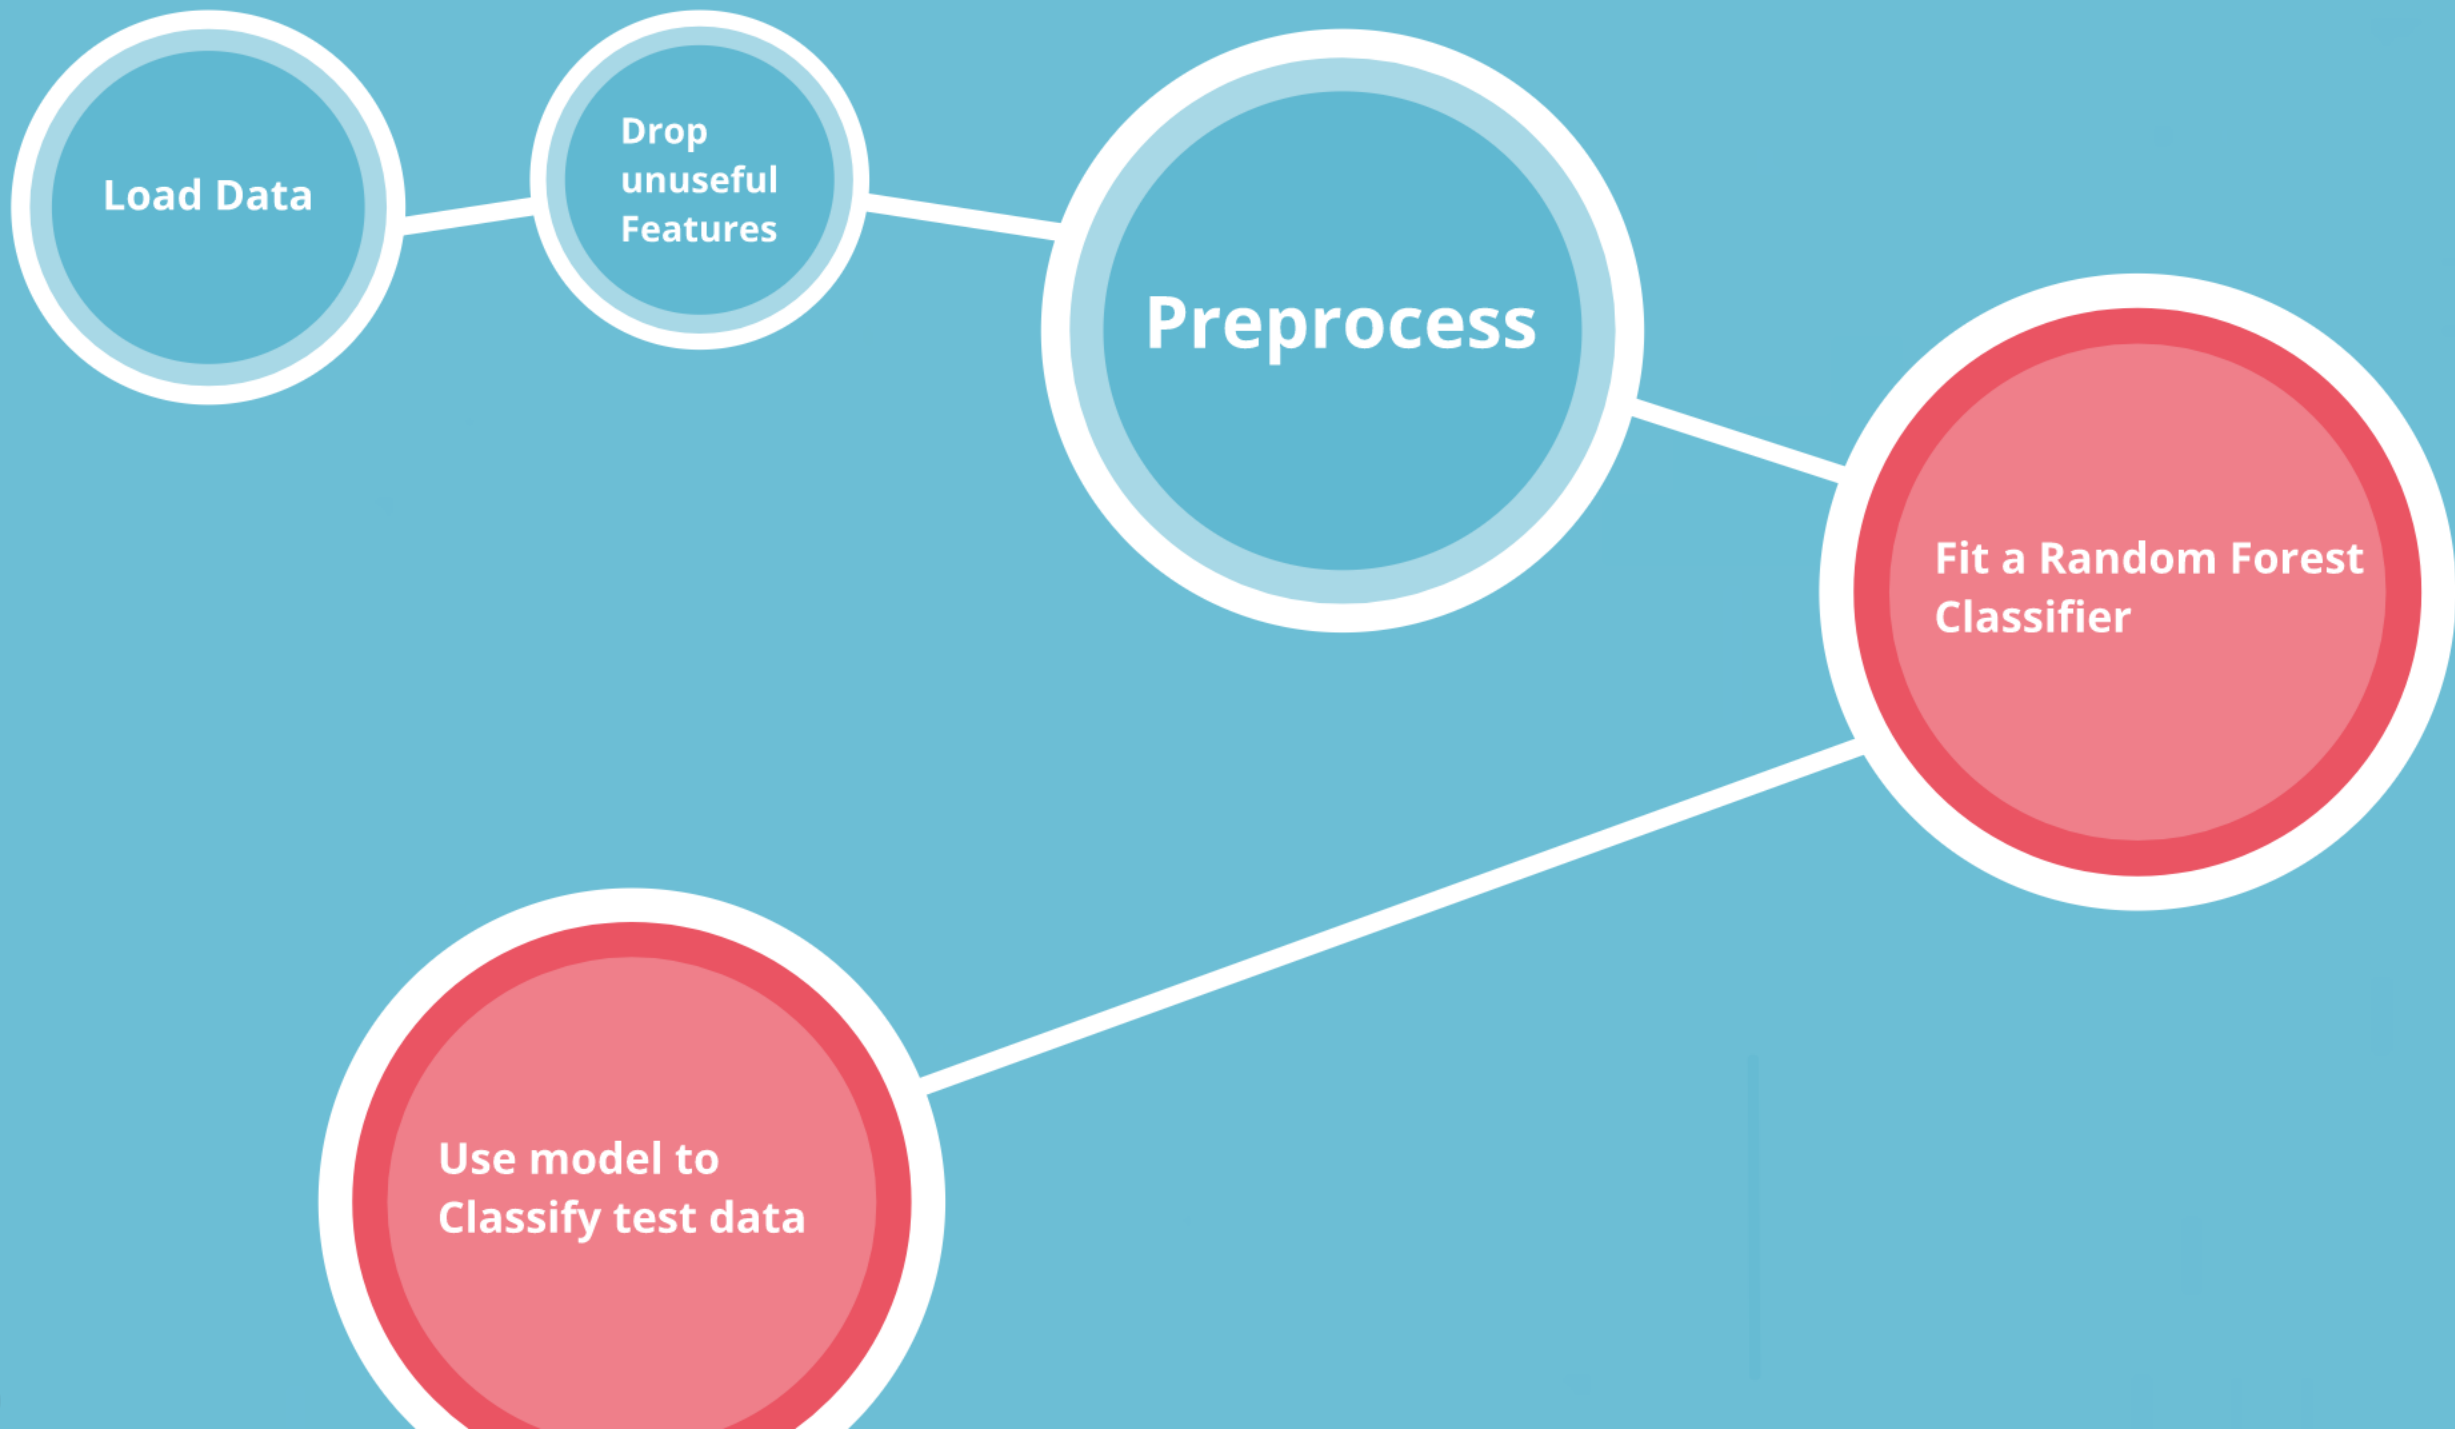 Load Data
Drop
unuseful
Features
Preprocess
Fit a Random Forest
Classifier
Use model to
Classify test data